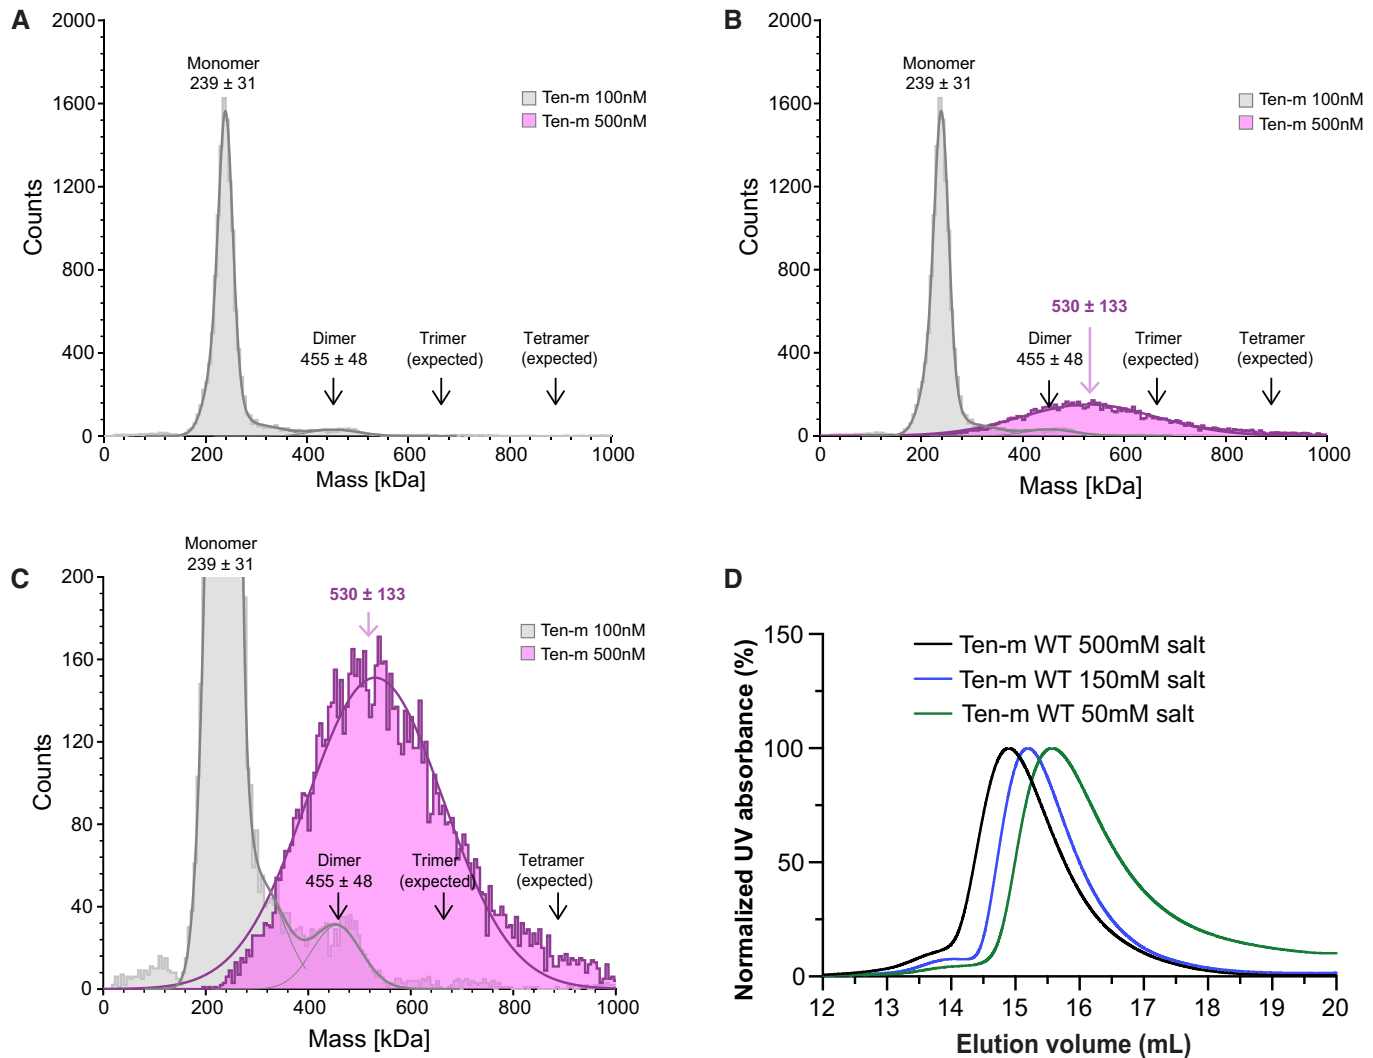 A
2000
1600
1200
800
400
0
Counts
Monomer
239 ± 31
Ten-m 100nM
Ten-m 500nM
Dimer
455 ± 48
Trimer
(expected)
Tetramer
(expected)
0 200 400 600 800 1000
Mass [kDa]
B
2000
1600
1200
800
400
0
Counts
Monomer
239 ± 31
Ten-m 100nM
Ten-m 500nM
530 ± 133
Dimer
455 ± 48
Trimer
(expected)
Tetramer
(expected)
0 200 400 600 800 1000
Mass [kDa]
C
200
160
120
80
40
0
Counts
Monomer
239 ± 31
530 ± 133
Ten-m 100nM
Ten-m 500nM
Dimer
455 ± 48
Trimer
(expected)
Tetramer
(expected)
0 200 400 600 800 1000
Mass [kDa]
D
150
100
50
0
Normalized UV absorbance (%)
Ten-m WT 500mM salt
Ten-m WT 150mM salt
Ten-m WT 50mM salt
12 13 14 15 16 17 18 19 20
Elution volume (mL)